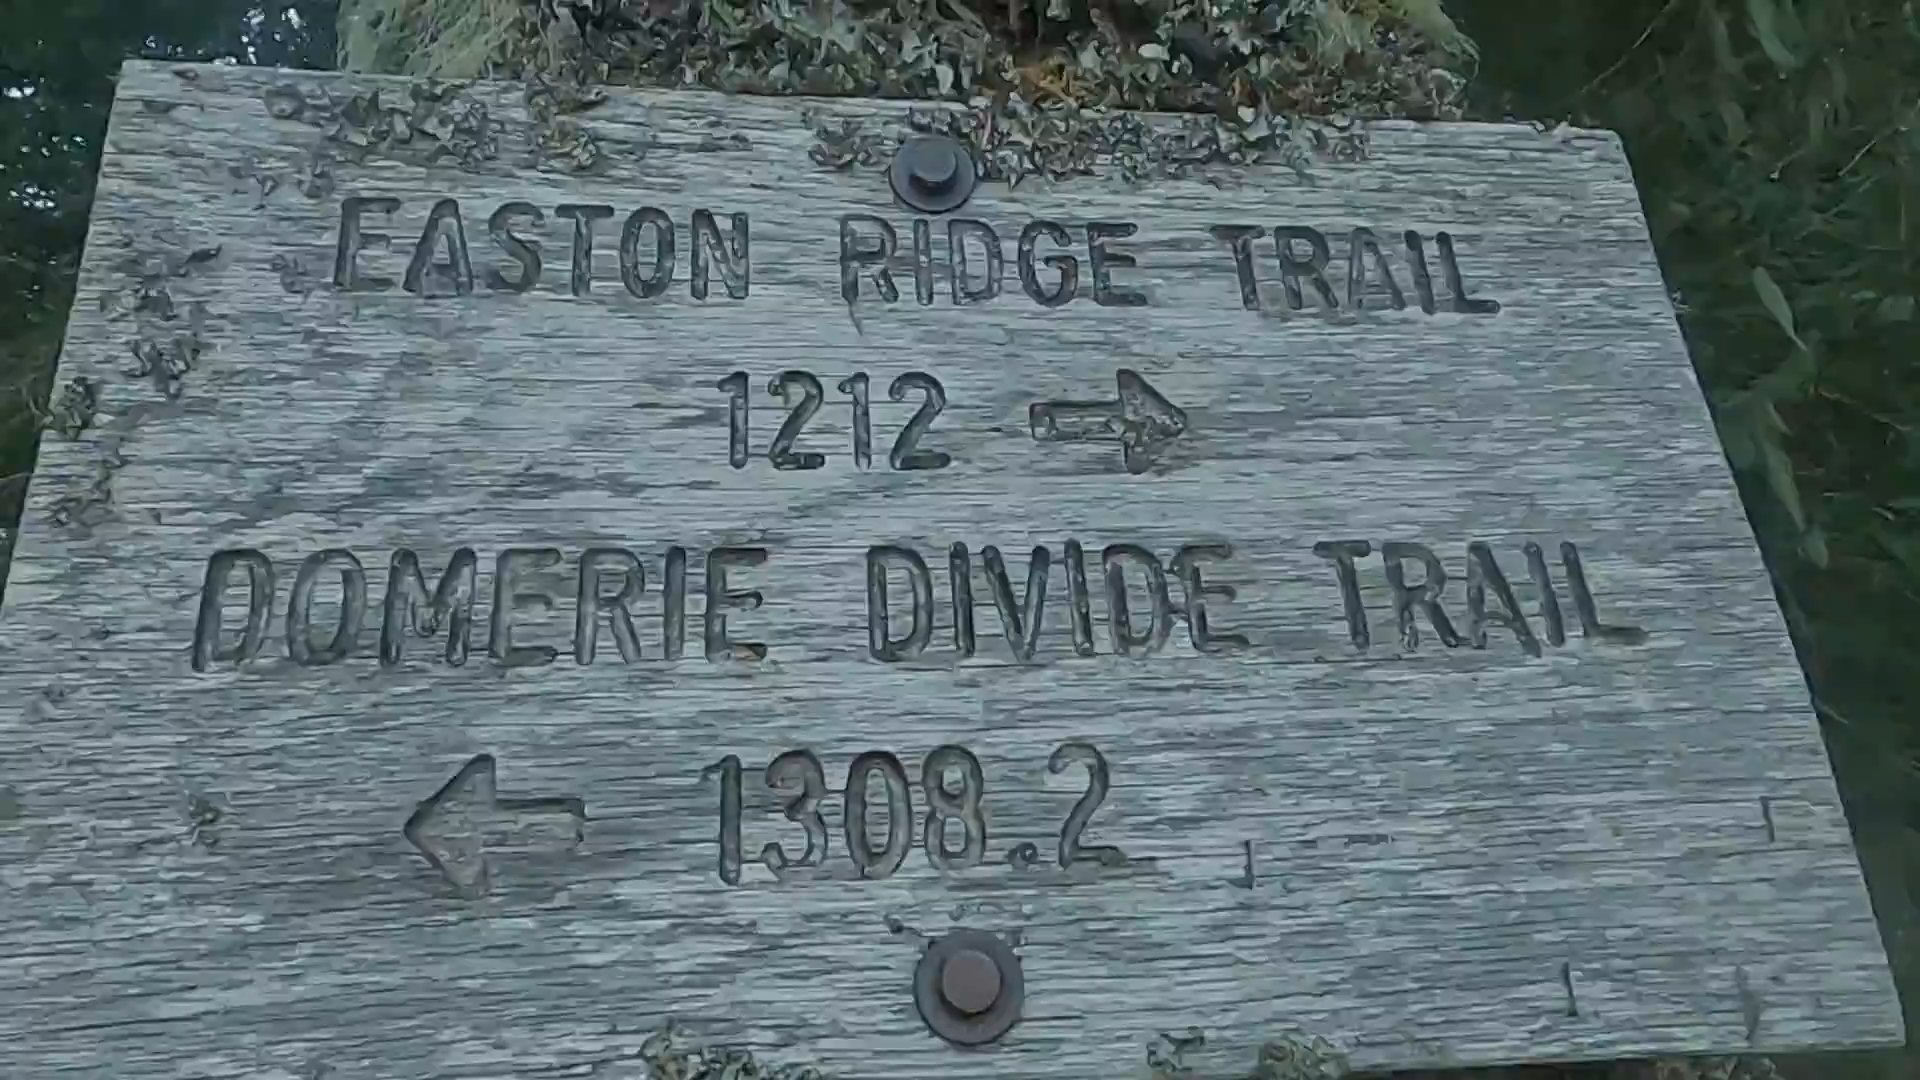 EASTON RIDGE TRAIL
1212 →
DOMERIE DIVIDE TRAIL
← 1308.2